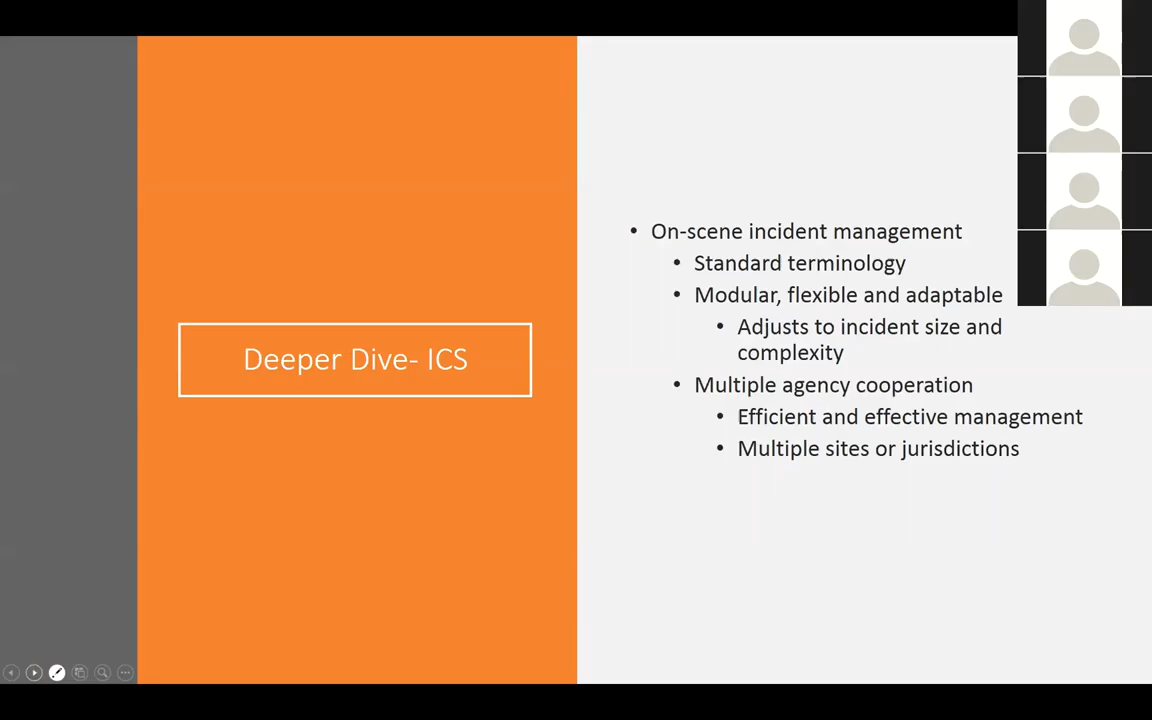 Deeper Dive- ICS
• On-scene incident management
• Standard terminology
• Modular, flexible and adaptable
• Adjusts to incident size and
complexity
• Multiple agency cooperation
• Efficient and effective management
• Multiple sites or jurisdictions